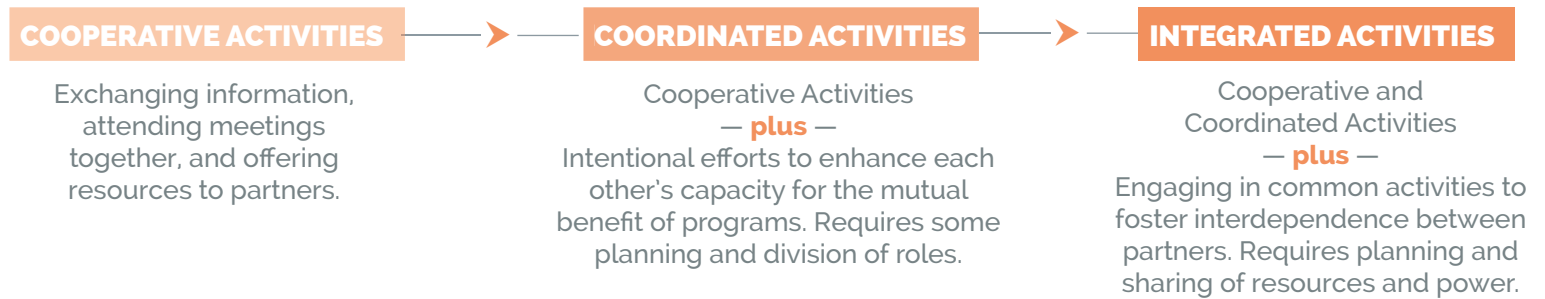 COOPERATIVE ACTIVITIES
Exchanging information,
attending meetings
together, and offering
resources to partners.
COORDINATED ACTIVITIES
Cooperative Activities
— plus —
Intentional efforts to enhance each
other's capacity for the mutual
benefit of programs. Requires some
planning and division of roles.
INTEGRATED ACTIVITIES
Cooperative and
Coordinated Activities
— plus —
Engaging in common activities to
foster interdependence between
partners. Requires planning and
sharing of resources and power.